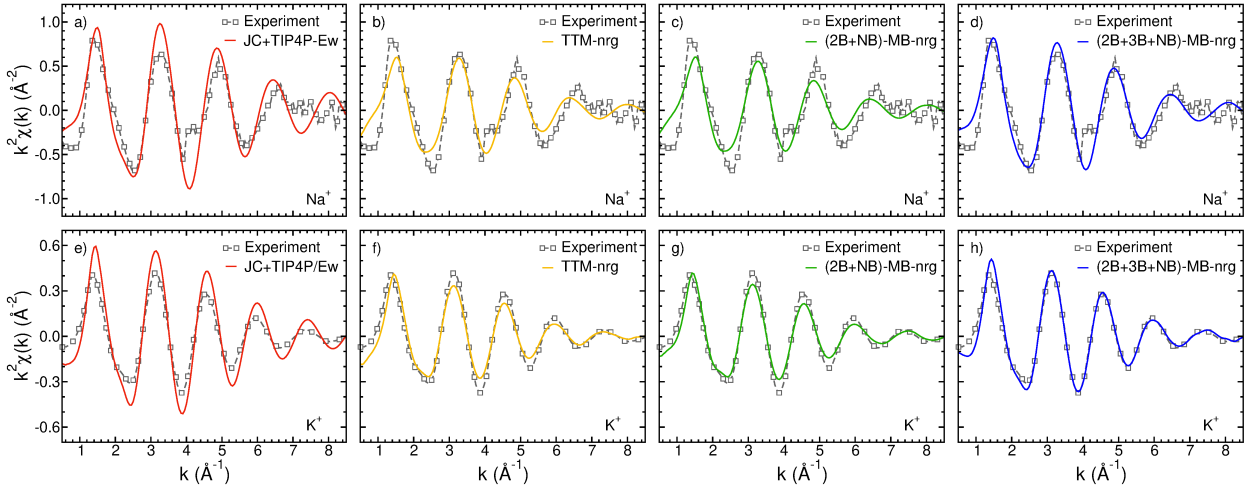 a) Experiment
JC+TIP4P-Ew
b) Experiment
TTM-nrg
c) Experiment
(2B+NB)-MB-nrg
d) Experiment
(2B+3B+NB)-MB-nrg
1.0
0.5
0.0
-0.5
-1.0
k²χ(k) (Å⁻²)
Na⁺
Na⁺
Na⁺
Na⁺
e) Experiment
JC+TIP4P/Ew
f) Experiment
TTM-nrg
g) Experiment
(2B+NB)-MB-nrg
h) Experiment
(2B+3B+NB)-MB-nrg
0.6
0.3
0.0
-0.3
-0.6
k²χ(k) (Å⁻²)
K⁺
K⁺
K⁺
K⁺
1 2 3 4 5 6 7 8
1 2 3 4 5 6 7 8
1 2 3 4 5 6 7 8
1 2 3 4 5 6 7 8
k (Å⁻¹)
k (Å⁻¹)
k (Å⁻¹)
k (Å⁻¹)